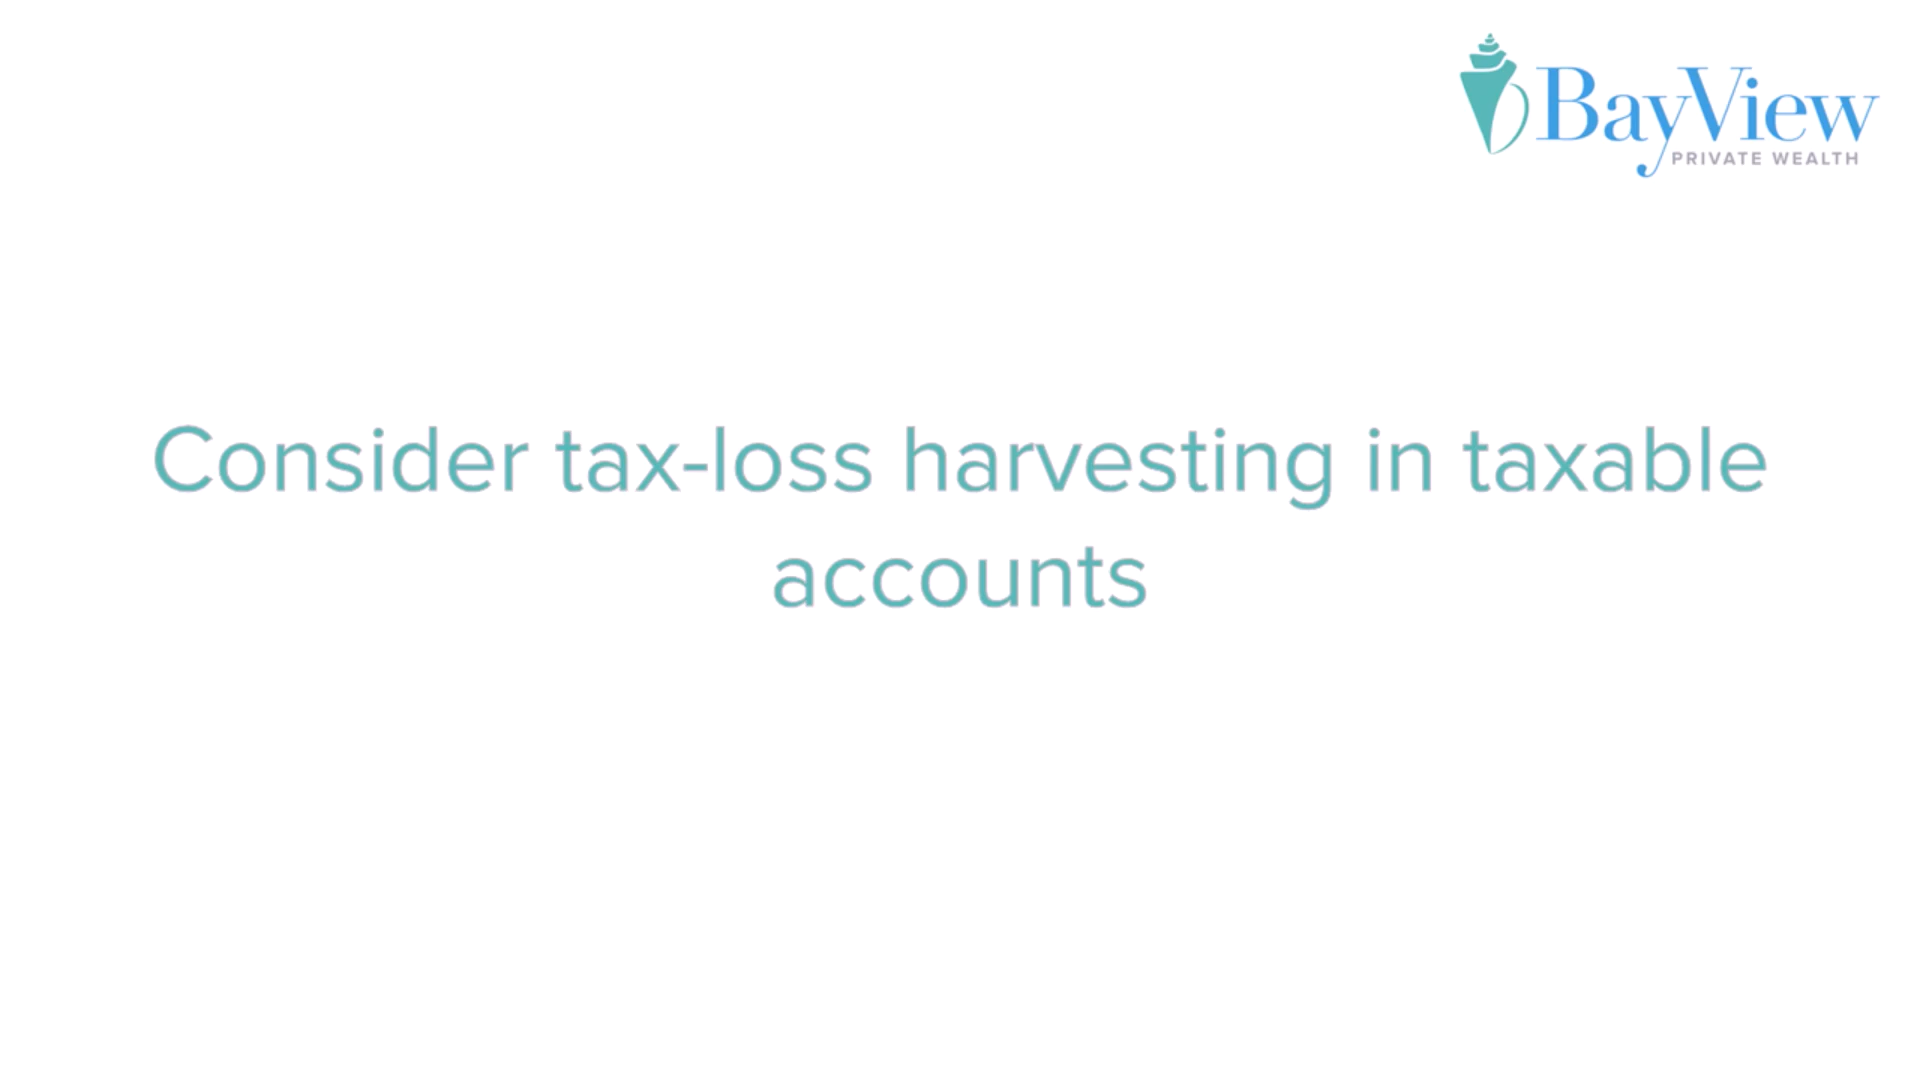 BayView
PRIVATE WEALTH
Consider tax-loss harvesting in taxable
accounts